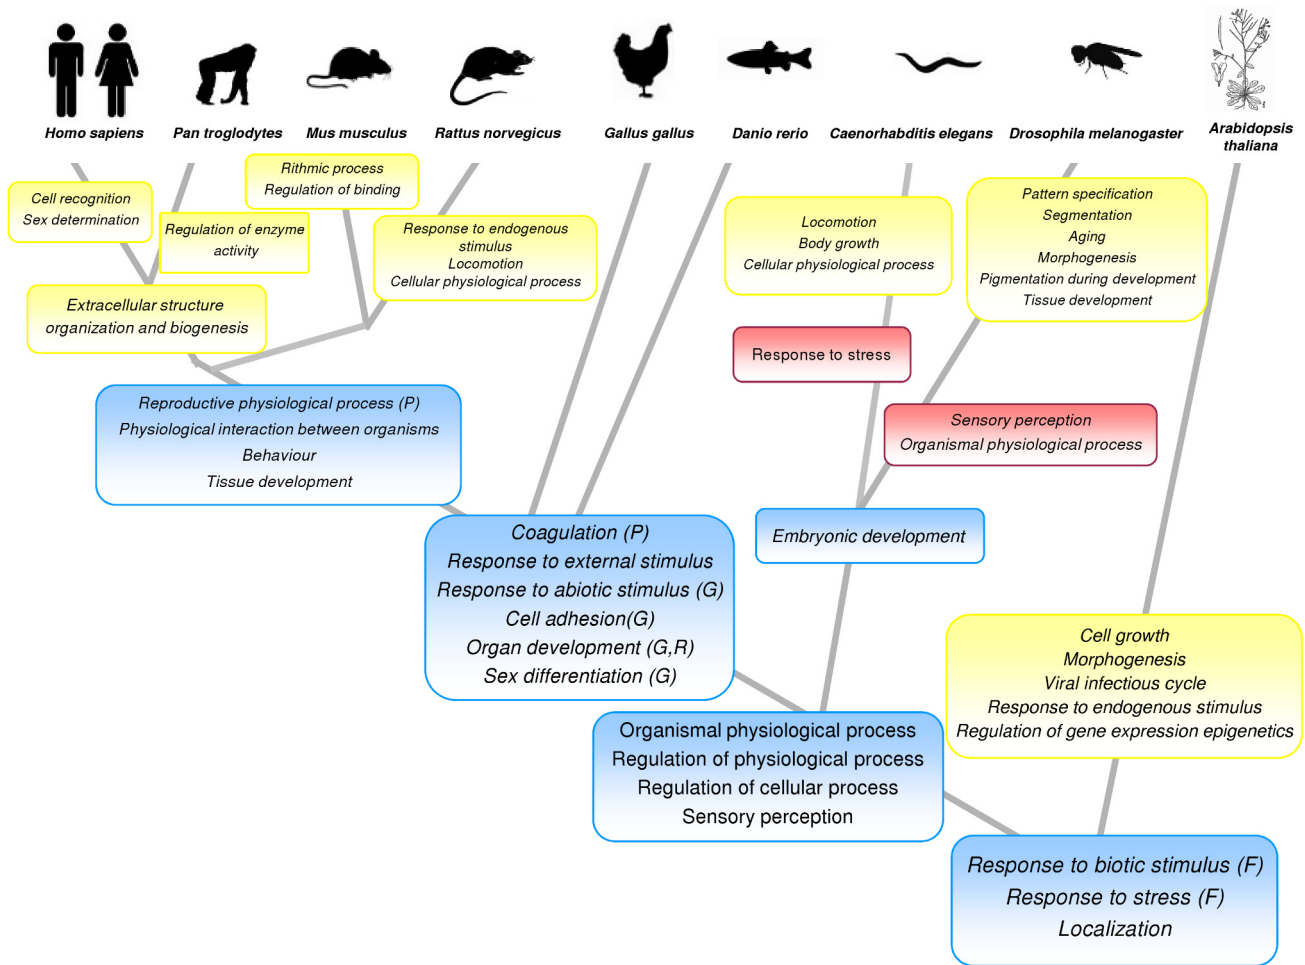 Homo sapiens
Pan troglodytes
Mus musculus
Rattus norvegicus
Gallus gallus
Danio rerio
Caenorhabditis elegans
Drosophila melanogaster
Arabidopsis
thaliana
Cell recognition
Sex determination
Regulation of enzyme
activity
Rithmic process
Regulation of binding
Response to endogenous
stimulus
Locomotion
Cellular physiological process
Locomotion
Body growth
Cellular physiological process
Pattern specification
Segmentation
Aging
Morphogenesis
Pigmentation during development
Tissue development
Extracellular structure
organization and biogenesis
Response to stress
Sensory perception
Organismal physiological process
Reproductive physiological process (P)
Physiological interaction between organisms
Behaviour
Tissue development
Embryonic development
Coagulation (P)
Response to external stimulus
Response to abiotic stimulus (G)
Cell adhesion(G)
Organ development (G,R)
Sex differentiation (G)
Cell growth
Morphogenesis
Viral infectious cycle
Response to endogenous stimulus
Regulation of gene expression epigenetics
Organismal physiological process
Regulation of physiological process
Regulation of cellular process
Sensory perception
Response to biotic stimulus (F)
Response to stress (F)
Localization